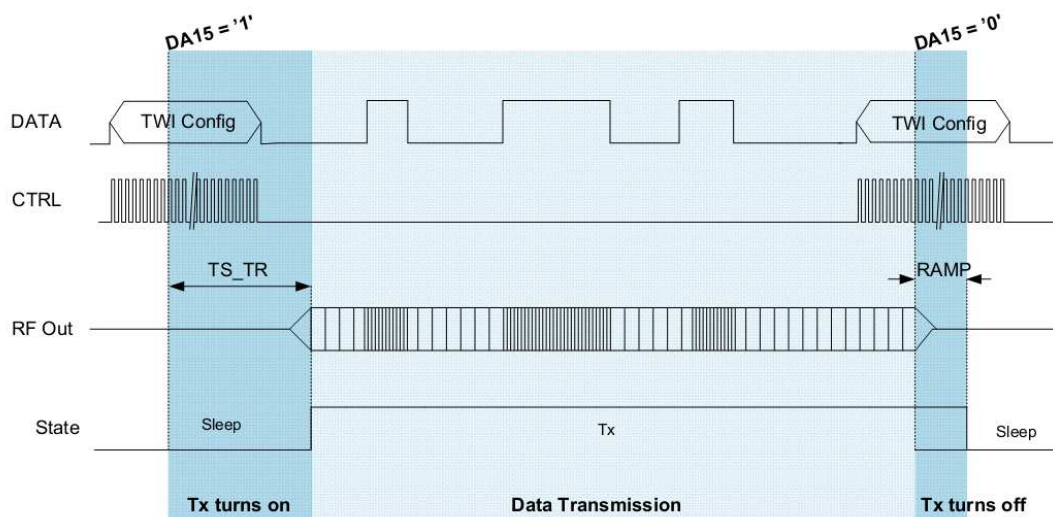 DA15 = '1'
DA15 = '0'
DATA
TWI Config
TWI Config
CTRL
TS_TR
RAMP
RF Out
State
Sleep
Tx
Sleep
Tx turns on
Data Transmission
Tx turns off